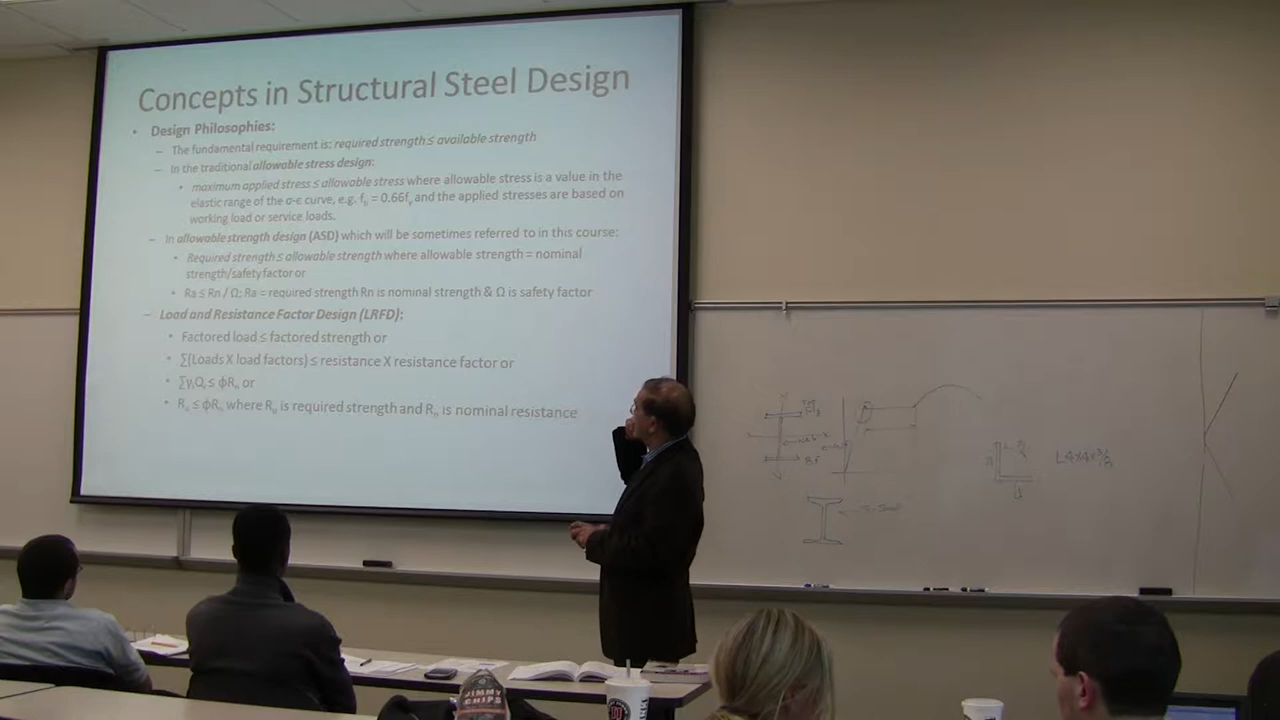 Concepts in Structural Steel Design
• Design Philosophies:
– The fundamental requirement is: required strength ≤ available strength
– In the traditional allowable stress design:
• maximum applied stress ≤ allowable stress where allowable stress is a value in the
elastic range of the σ-ϵ curve, e.g. fb = 0.66fy and the applied stresses are based on
working load or service loads.
– In allowable strength design (ASD) which will be sometimes referred to in this course:
• Required strength ≤ allowable strength where allowable strength = nominal
strength/safety factor or
• Ra ≤ Rn / Ω; Ra = required strength Rn is nominal strength & Ω is safety factor
– Load and Resistance Factor Design (LRFD):
• Factored load ≤ factored strength or
• ∑(Loads X load factors) ≤ resistance X resistance factor or
• ∑γiQi ≤ ϕRn or
• Ru ≤ ϕRn where Ru is required strength and Rn is nominal resistance
L4x4x
JIMMY
CHIPS